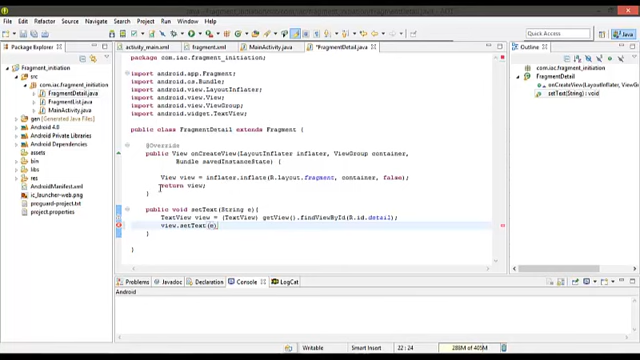 File Edit Refactor Source Navigate Search Project Run Window Help
Quick Access
Java
Package Explorer
activity_main.xml
fragment.xml
MainActivity.java
*FragmentDetail.java
Outline
Fragment_initiation
src
com.iac.fragment_initiation
FragmentDetail.java
FragmentList.java
MainActivity.java
gen [Generated Java Files]
Android 4.0
Android Private Libraries
Android Dependencies
assets
bin
libs
res
AndroidManifest.xml
ic_launcher-web.png
proguard-project.txt
project.properties
package com.iac.fragment_initiation;
import android.app.Fragment;
import android.os.Bundle;
import android.view.LayoutInflater;
import android.view.View;
import android.view.ViewGroup;
import android.widget.TextView;
public class FragmentDetail extends Fragment {
@Override
public View onCreateView(LayoutInflater inflater, ViewGroup container,
Bundle savedInstanceState) {
View view = inflater.inflate(R.layout.fragment, container, false);
return view;
}
public void setText(String e){
TextView view = (TextView) getView().findViewById(R.id.detail);
view.setText(e)
}
}
com.iac.fragment_initiation
FragmentDetail
onCreateView(LayoutInflater
setText(String) : void
Problems
Javadoc
Declaration
Console
LogCat
Android
Writable
Smart Insert
22 : 24